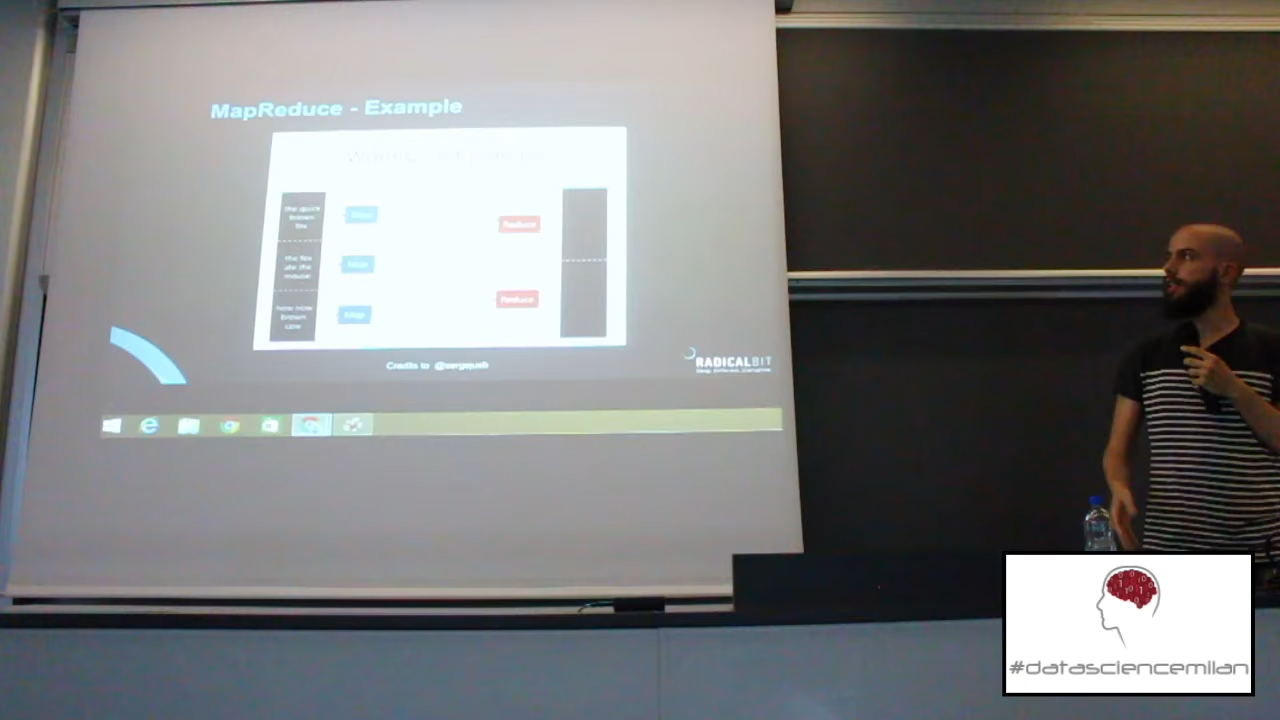 MapReduce - Example
the quick
brown
fox
Map
Reduce
the fox
ate the
mouse
Map
how now
brown
cow
Map
Reduce
Credits to
RADICALBIT
#datasciencemilan